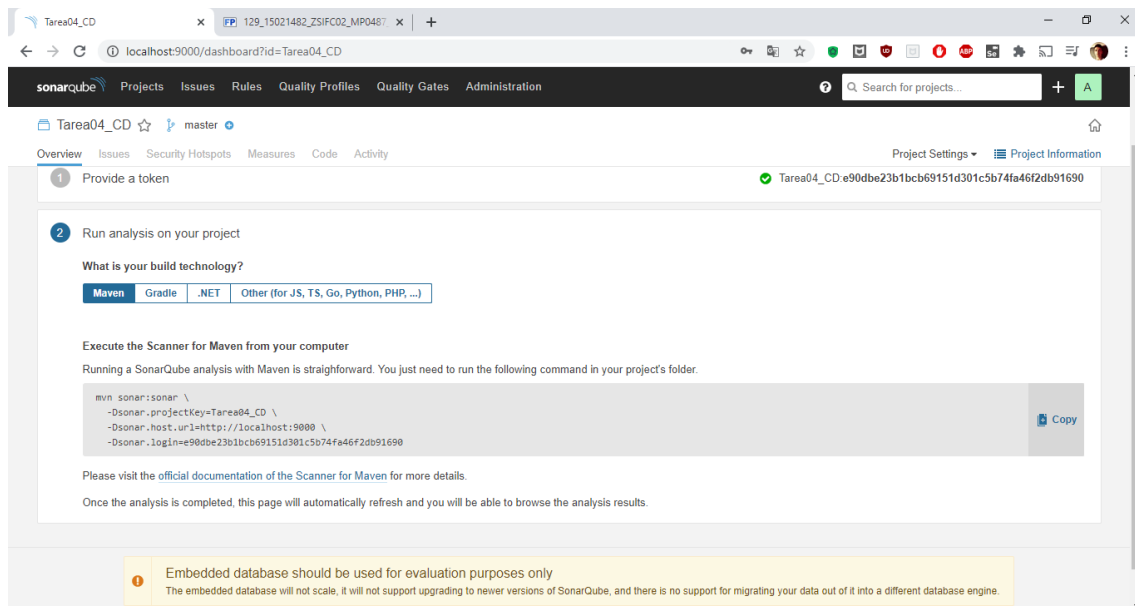 Tarea04_CD
FP 129_15021482_ZSIFC02_MP0487
localhost:9000/dashboard?id=Tarea04_CD
sonarqube Projects Issues Rules Quality Profiles Quality Gates Administration Search for projects... A
Tarea04_CD master
Overview Issues Security Hotspots Measures Code Activity Project Settings Project Information
1 Provide a token Tarea04_CD:e90dbe23b1bcb69151d301c5b74fa46f2db91690
2 Run analysis on your project
What is your build technology?
Maven Gradle .NET Other (for JS, TS, Go, Python, PHP, ...)
Execute the Scanner for Maven from your computer
Running a SonarQube analysis with Maven is straighforward. You just need to run the following command in your project's folder.
mvn sonar:sonar \
-Dsonar.projectKey=Tarea04_CD \
-Dsonar.host.url=http://localhost:9000 \
-Dsonar.login=e90dbe23b1bcb69151d301c5b74fa46f2db91690
Copy
Please visit the official documentation of the Scanner for Maven for more details.
Once the analysis is completed, this page will automatically refresh and you will be able to browse the analysis results.
Embedded database should be used for evaluation purposes only
The embedded database will not scale, it will not support upgrading to newer versions of SonarQube, and there is no support for migrating your data out of it into a different database engine.